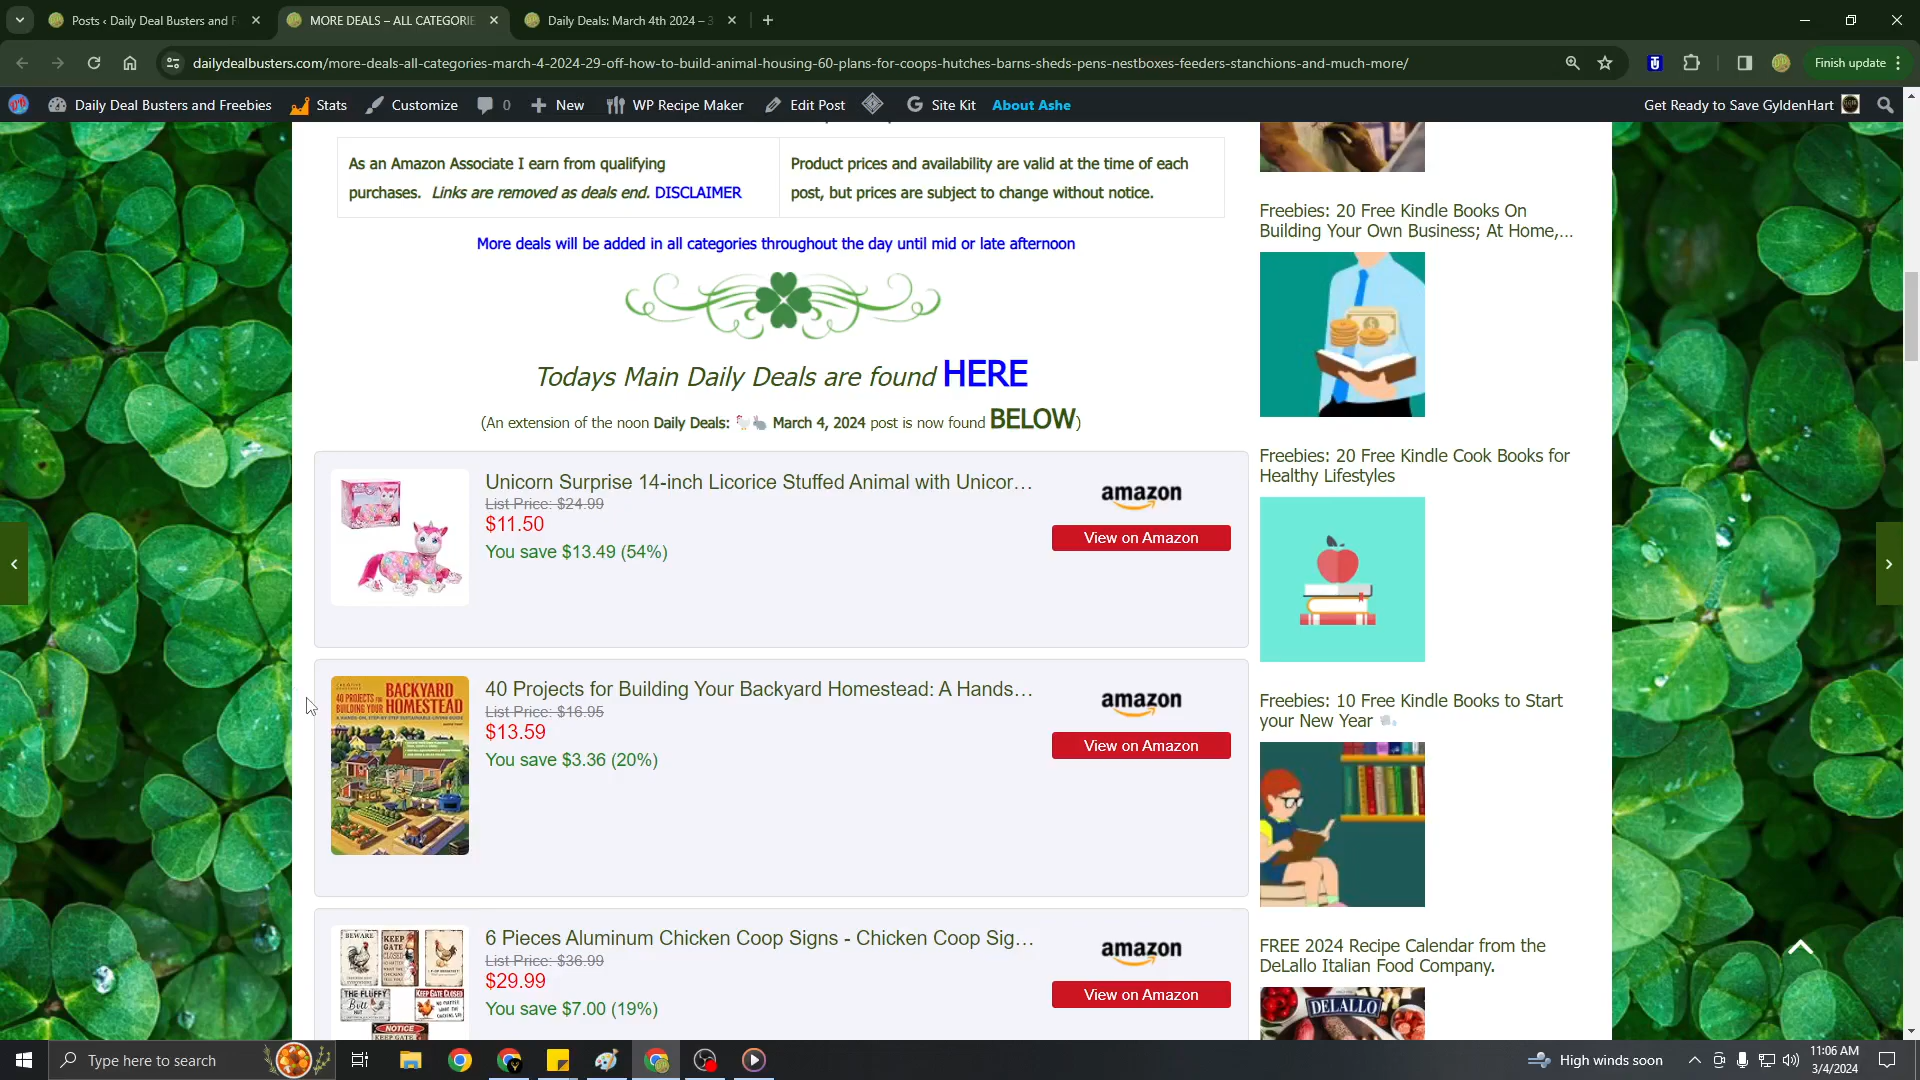 Posts ‹ Daily Deal Busters and F
MORE DEALS – ALL CATEGORIE
Daily Deals: March 4th 2024 – 3
dailydealbusters.com/more-deals-all-categories-march-4-2024-29-off-how-to-build-animal-housing-60-plans-for-coops-hutches-barns-sheds-pens-nestboxes-feeders-stanchions-and-much-more/
Finish update
Daily Deal Busters and Freebies
Stats
Customize
0
New
WP Recipe Maker
Edit Post
Site Kit
About Ashe
Get Ready to Save GyldenHart
As an Amazon Associate I earn from qualifying
purchases. Links are removed as deals end. DISCLAIMER
Product prices and availability are valid at the time of each
post, but prices are subject to change without notice.
More deals will be added in all categories throughout the day until mid or late afternoon
Todays Main Daily Deals are found HERE
(An extension of the noon Daily Deals: 🐓🐇 March 4, 2024 post is now found BELOW)
Unicorn Surprise 14-inch Licorice Stuffed Animal with Unicor…
List Price: $24.99
$11.50
You save $13.49 (54%)
amazon
View on Amazon
40 PROJECTS FOR
BUILDING YOUR
BACKYARD
HOMESTEAD
40 Projects for Building Your Backyard Homestead: A Hands…
List Price: $16.95
$13.59
You save $3.36 (20%)
amazon
View on Amazon
BEWARE
KEEP
GATE
CLOSED
THE FLUFFY
Butt
HUT
KEEP GATE CLOSED
NOTICE
KEEP GATE
6 Pieces Aluminum Chicken Coop Signs - Chicken Coop Sig…
List Price: $36.99
$29.99
You save $7.00 (19%)
amazon
View on Amazon
Freebies: 20 Free Kindle Books On
Building Your Own Business; At Home,…
Freebies: 20 Free Kindle Cook Books for
Healthy Lifestyles
Freebies: 10 Free Kindle Books to Start
your New Year
FREE 2024 Recipe Calendar from the
DeLallo Italian Food Company.
DELALLO
Type here to search
High winds soon
11:06 AM
3/4/2024